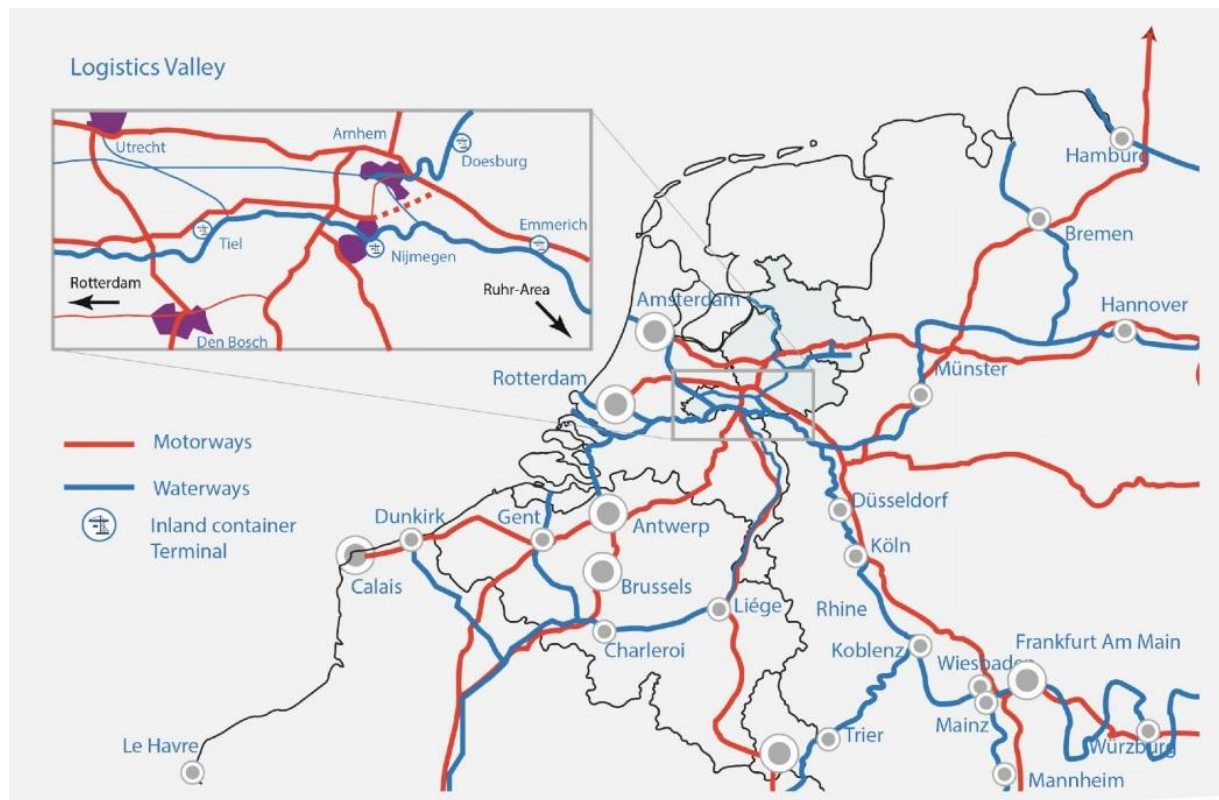 Logistics Valley
Utrecht
Arnhem
Doesburg
Tiel
Nijmegen
Emmerich
Rotterdam
Ruhr-Area
Den Bosch
Motorways
Waterways
Inland container
Terminal
Hamburg
Bremen
Hannover
Amsterdam
Münster
Rotterdam
Düsseldorf
Dunkirk
Gent
Antwerp
Köln
Calais
Brussels
Liége
Rhine
Charleroi
Koblenz
Frankfurt Am Main
Wiesbaden
Mainz
Le Havre
Trier
Würzburg
Mannheim